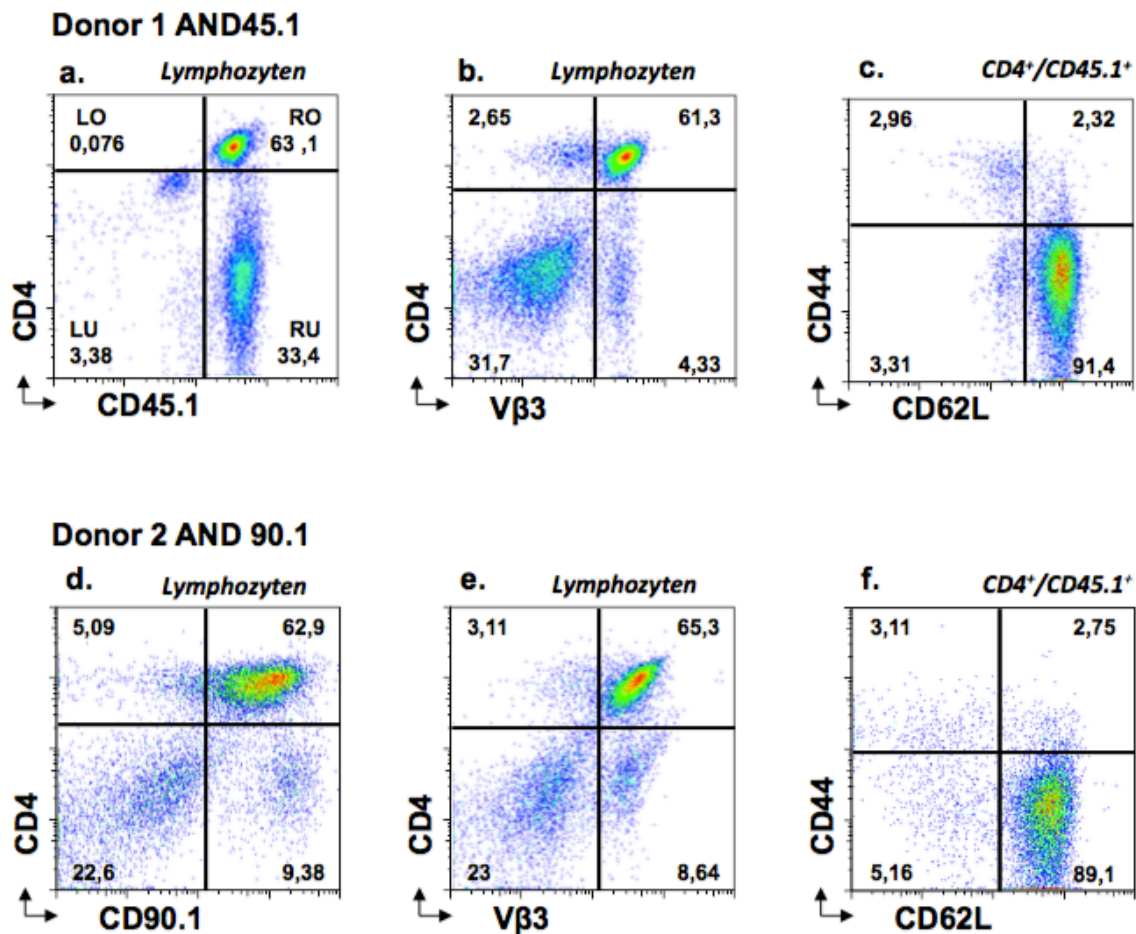 Donor 1 AND45.1
a. Lymphozyten
LO RO
0,076 63 ,1
LU RU
3,38 33,4
CD4
CD45.1
b. Lymphozyten
2,65 61,3
31,7 4,33
CD4
Vβ3
c. CD4⁺/CD45.1⁺
2,96 2,32
3,31 91,4
CD44
CD62L
Donor 2 AND 90.1
d. Lymphozyten
5,09 62,9
22,6 9,38
CD4
CD90.1
e. Lymphozyten
3,11 65,3
23 8,64
CD4
Vβ3
f. CD4⁺/CD45.1⁺
3,11 2,75
5,16 89,1
CD44
CD62L